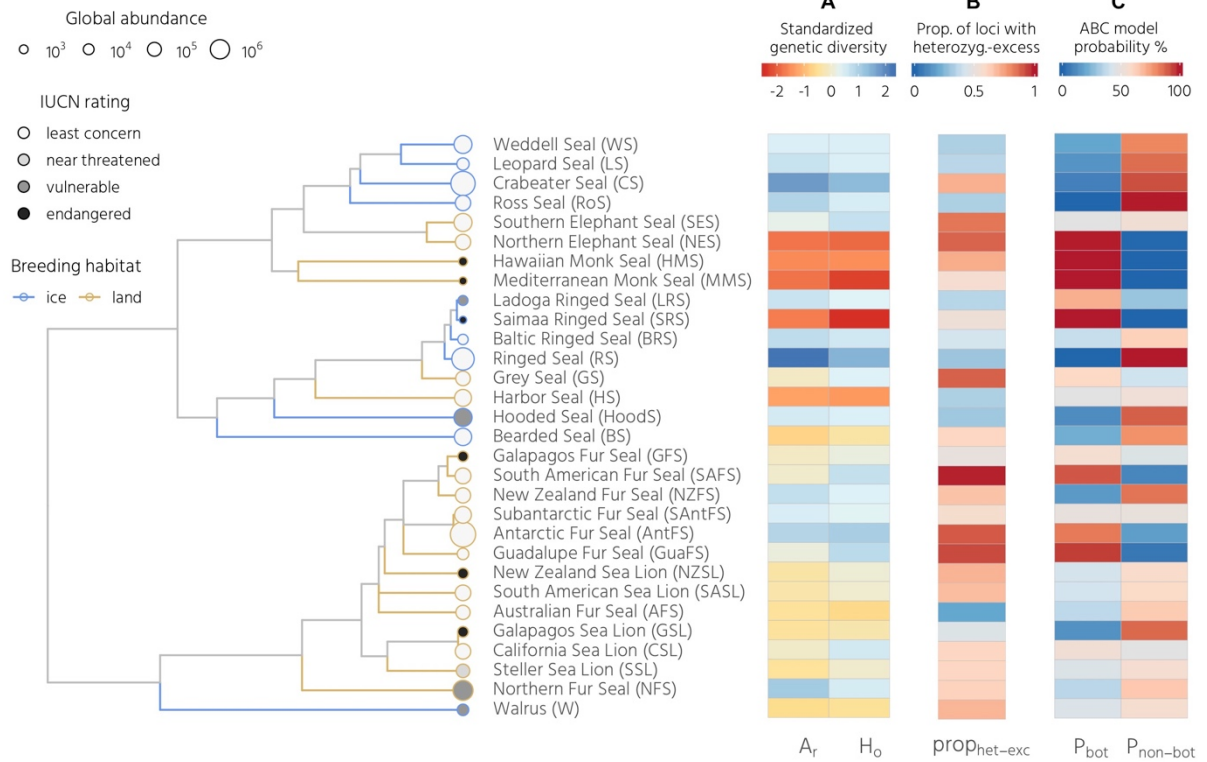 Global abundance
10³ 10⁴ 10⁵ 10⁶
IUCN rating
least concern
near threatened
vulnerable
endangered
Breeding habitat
ice land
A
Standardized
genetic diversity
-2 -1 0 1 2
B
Prop. of loci with
heterozyg.-excess
0 0.5 1
C
ABC model
probability %
0 50 100
Weddell Seal (WS)
Leopard Seal (LS)
Crabeater Seal (CS)
Ross Seal (RoS)
Southern Elephant Seal (SES)
Northern Elephant Seal (NES)
Hawaiian Monk Seal (HMS)
Mediterranean Monk Seal (MMS)
Ladoga Ringed Seal (LRS)
Saimaa Ringed Seal (SRS)
Baltic Ringed Seal (BRS)
Ringed Seal (RS)
Grey Seal (GS)
Harbor Seal (HS)
Hooded Seal (HoodS)
Bearded Seal (BS)
Galapagos Fur Seal (GFS)
South American Fur Seal (SAFS)
New Zealand Fur Seal (NZFS)
Subantarctic Fur Seal (SAntFS)
Antarctic Fur Seal (AntFS)
Guadalupe Fur Seal (GuaFS)
New Zealand Sea Lion (NZSL)
South American Sea Lion (SASL)
Australian Fur Seal (AFS)
Galapagos Sea Lion (GSL)
California Sea Lion (CSL)
Steller Sea Lion (SSL)
Northern Fur Seal (NFS)
Walrus (W)
A_r H_o prop_het-exc P_bot P_non-bot